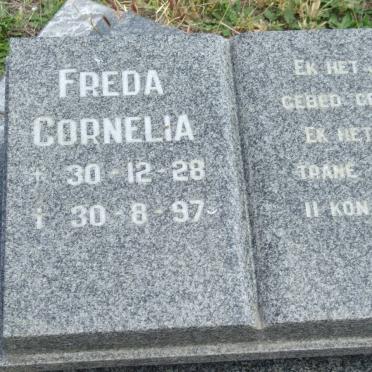 FREDA
CORNELIA
30-12-28
† 30-8-97
EK HET
GEBED
EK HET
TRANE
II KON